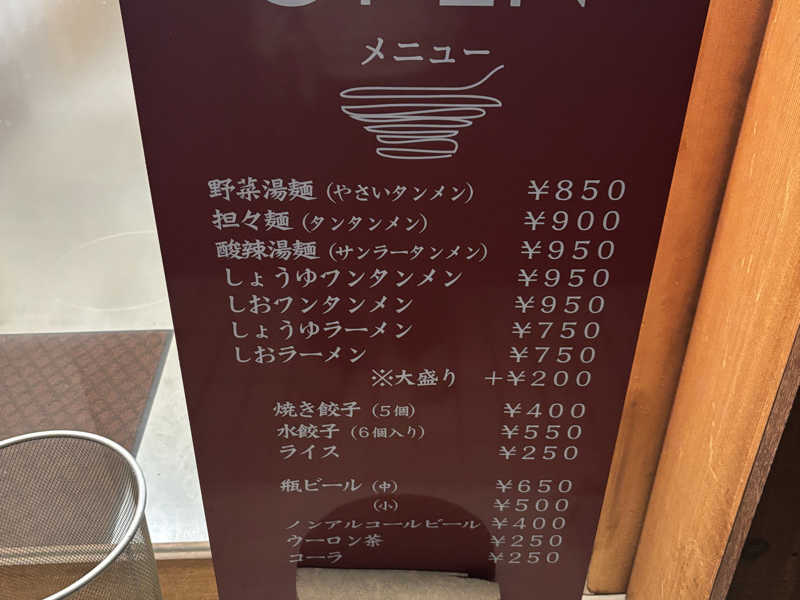 OPEN
メニュー
野菜湯麺（やさいタンメン） ￥850
担々麺（タンタンメン） ￥900
酸辣湯麺（サンラータンメン） ￥950
しょうゆワンタンメン ￥950
しおワンタンメン ￥950
しょうゆラーメン ￥750
しおラーメン ￥750
※大盛り ＋￥200
焼き餃子（5個） ￥400
水餃子（6個入り） ￥550
ライス ￥250
瓶ビール（中） ￥650
（小） ￥500
ノンアルコールビール ￥400
ウーロン茶 ￥250
コーラ ￥250